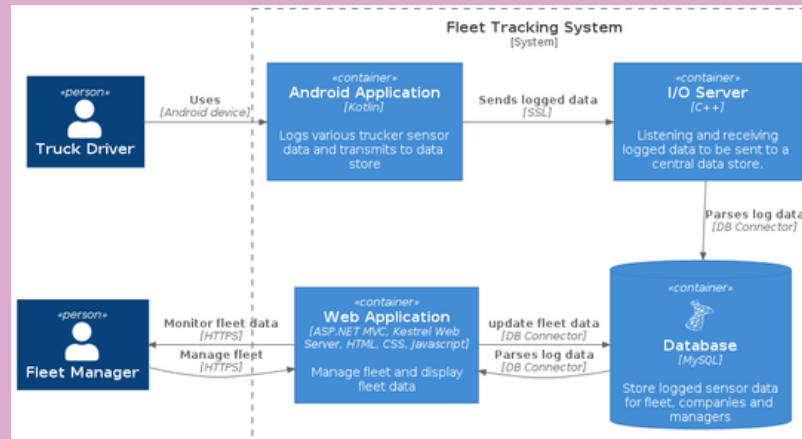 Fleet Tracking System
[System]
«person»
Truck Driver
Uses
[Android device]
«container»
Android Application
[Kotlin]
Logs various trucker sensor
data and transmits to data
store
Sends logged data
[SSL]
«container»
I/O Server
[C++]
Listening and receiving
logged data to be sent to a
central data store.
Parses log data
[DB Connector]
«person»
Fleet Manager
Monitor fleet data
[HTTPS]
Manage fleet
[HTTPS]
«container»
Web Application
[ASP.NET MVC, Kestrel Web
Server, HTML, CSS, Javascript]
Manage fleet and display
fleet data
update fleet data
[DB Connector]
Parses log data
[DB Connector]
«container»
Database
[MySQL]
Store logged sensor data
for fleet, companies and
managers